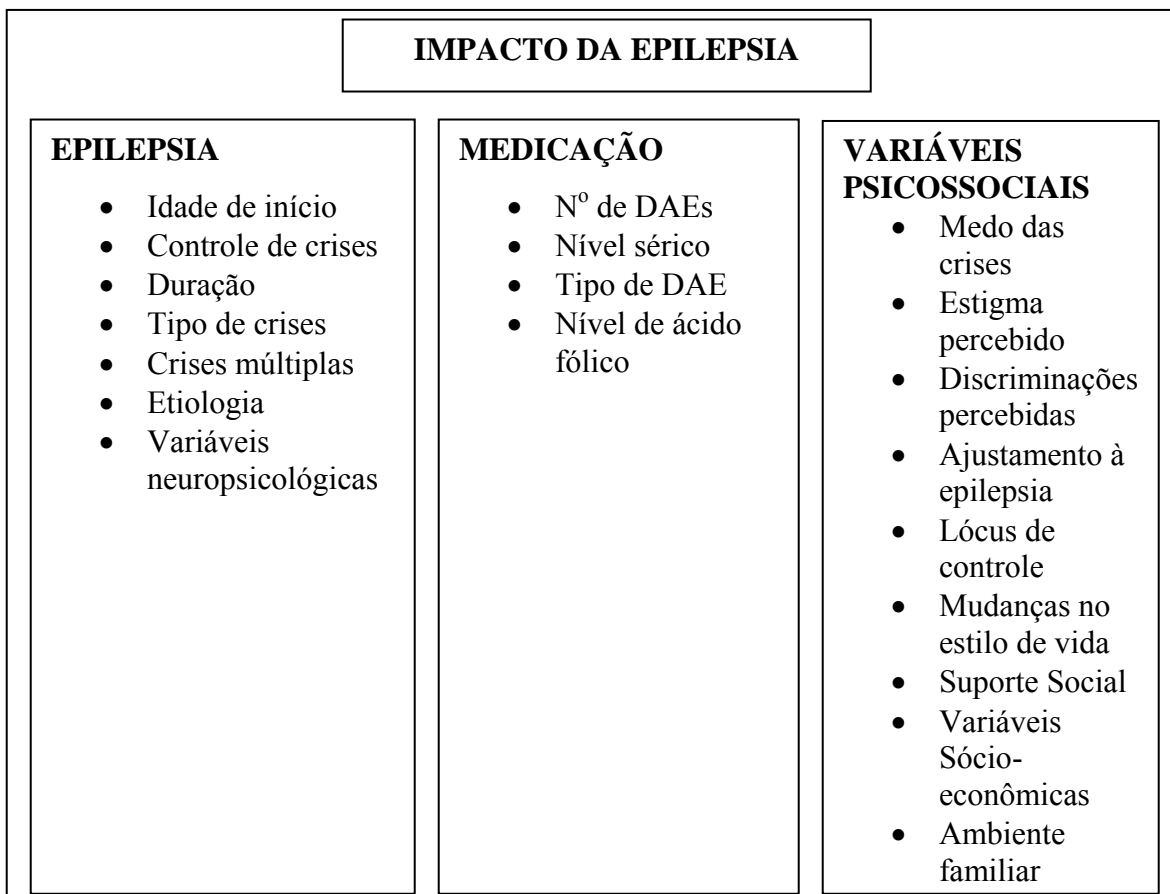 IMPACTO DA EPILEPSIA
EPILEPSIA
• Idade de início
• Controle de crises
• Duração
• Tipo de crises
• Crises múltiplas
• Etiologia
• Variáveis
neuropsicológicas
MEDICAÇÃO
• Nº de DAEs
• Nível sérico
• Tipo de DAE
• Nível de ácido
fólico
VARIÁVEIS
PSICOSSOCIAIS
• Medo das
crises
• Estigma
percebido
• Discriminações
percebidas
• Ajustamento à
epilepsia
• Lócus de
controle
• Mudanças no
estilo de vida
• Suporte Social
• Variáveis
Sócio-
econômicas
• Ambiente
familiar